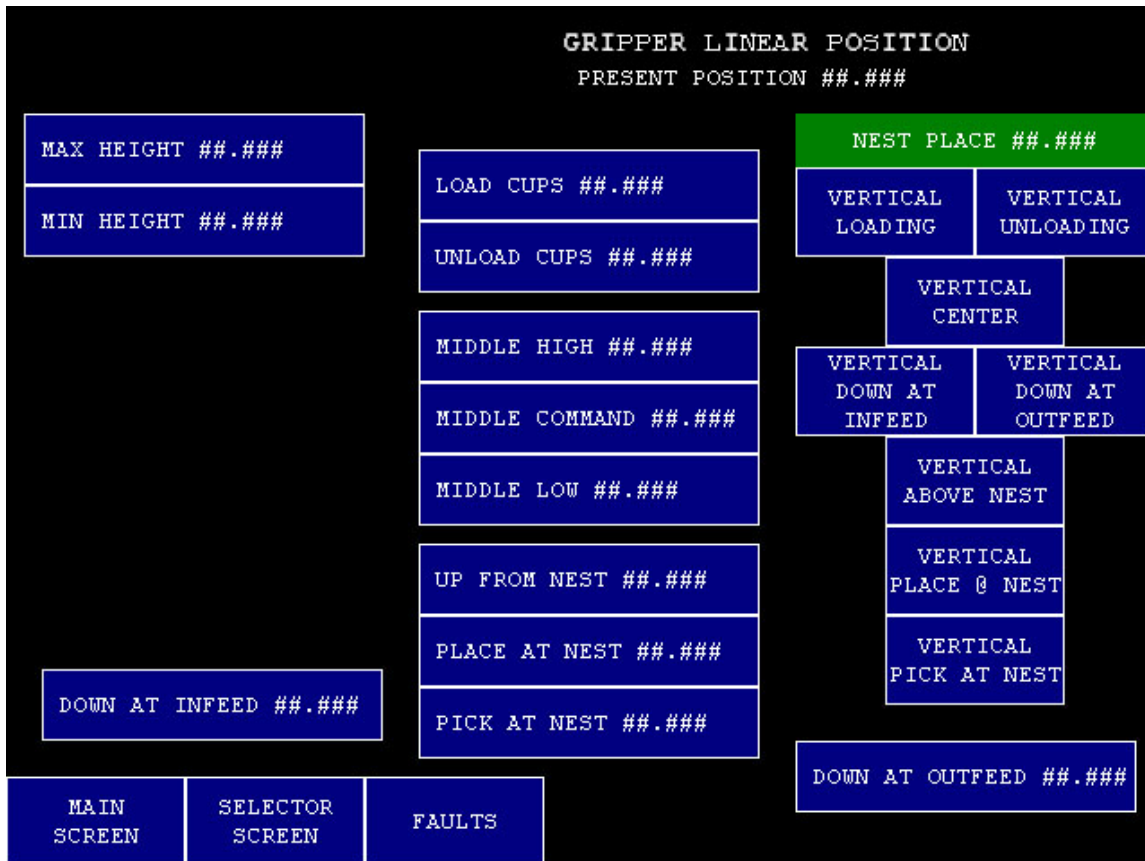 GRIPPER LINEAR POSITION
PRESENT POSITION ##.###
MAX HEIGHT ##.###
MIN HEIGHT ##.###
LOAD CUPS ##.###
UNLOAD CUPS ##.###
MIDDLE HIGH ##.###
MIDDLE COMMAND ##.###
MIDDLE LOW ##.###
UP FROM NEST ##.###
PLACE AT NEST ##.###
PICK AT NEST ##.###
NEST PLACE ##.###
VERTICAL
LOADING
VERTICAL
UNLOADING
VERTICAL
CENTER
VERTICAL
DOWN AT
INFEED
VERTICAL
DOWN AT
OUTFEED
VERTICAL
ABOVE NEST
VERTICAL
PLACE @ NEST
VERTICAL
PICK AT NEST
DOWN AT INFEED ##.###
DOWN AT OUTFEED ##.###
MAIN
SCREEN
SELECTOR
SCREEN
FAULTS